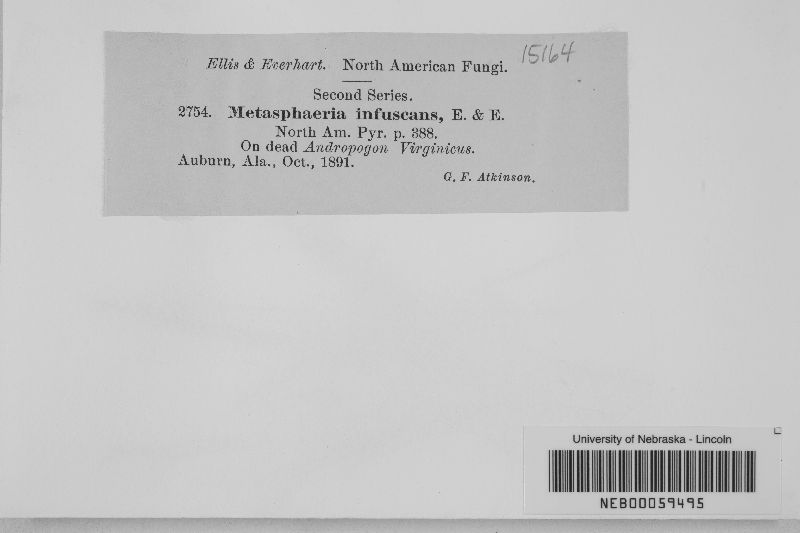 Ellis & Everhart. North American Fungi. 15164
Second Series.
2754. Metasphaeria infuscans, E. & E.
North Am. Pyr. p. 388.
On dead Andropogon Virginicus.
Auburn, Ala., Oct., 1891.
G. F. Atkinson.
University of Nebraska - Lincoln
NEB00059495